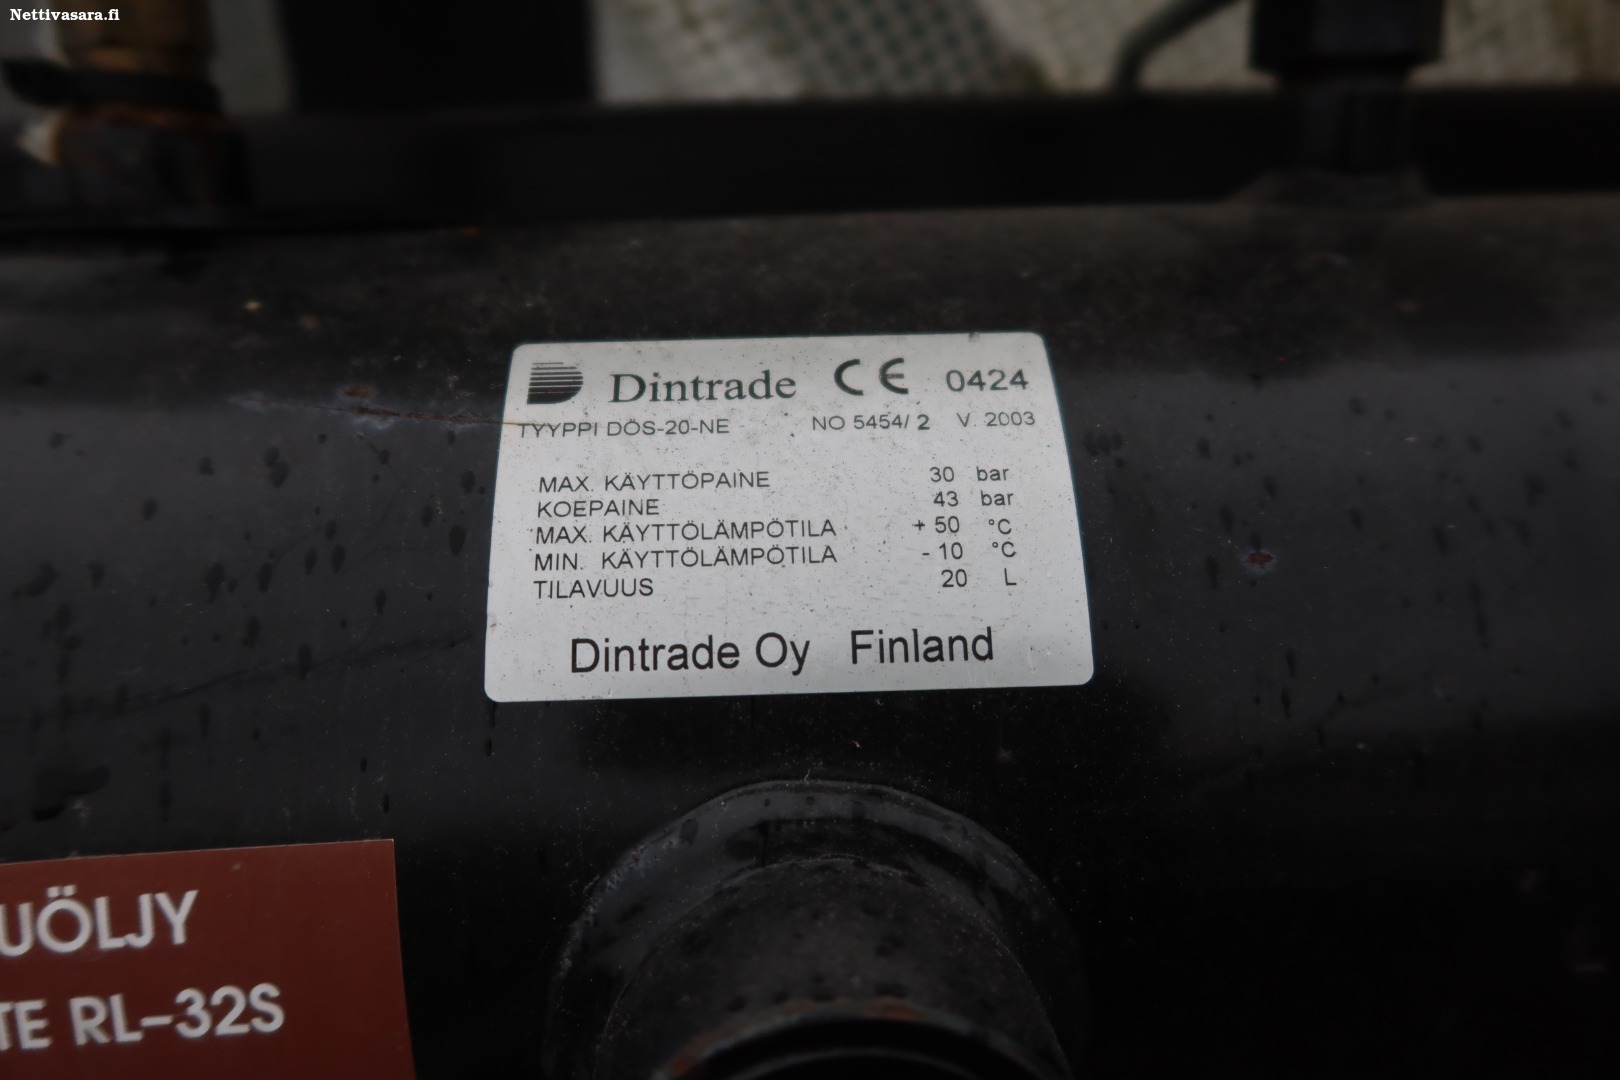 Nettivasara.fi
Dintrade CE 0424
TYYPPI DÖS-20-NE NO 5454/ 2 V. 2003
MAX. KÄYTTÖPAINE 30 bar
KOEPAINE 43 bar
MAX. KÄYTTÖLÄMPÖTILA + 50 °C
MIN. KÄYTTÖLÄMPÖTILA - 10 °C
TILAVUUS 20 L
Dintrade Oy Finland
UÖLJY
TE RL-32S